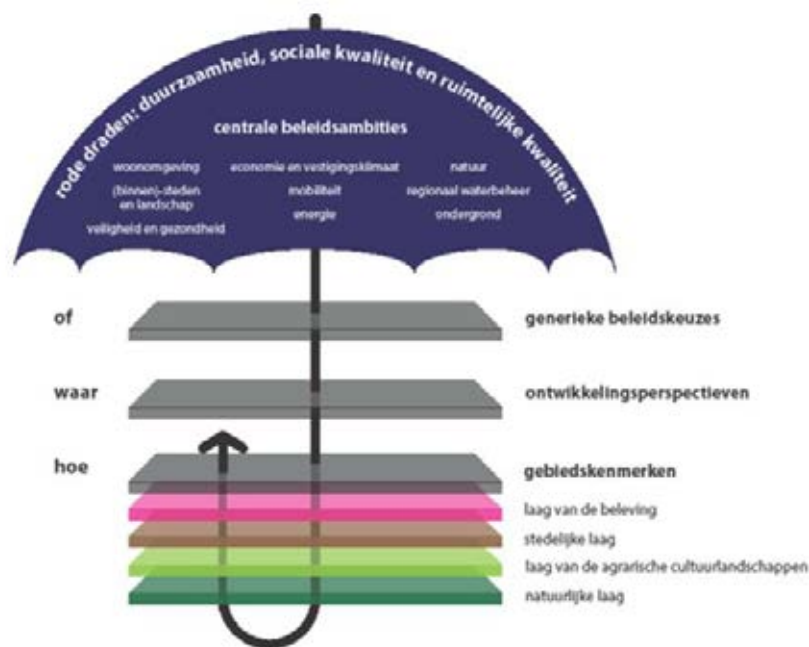 rode draden: duurzaamheid, sociale kwaliteit en ruimtelijke kwaliteit
centrale beleidsambities
woonomgeving
(binnen)-steden
en landschap
veiligheid en gezondheid
economie en vestigingsklimaat
mobiliteit
energie
natuur
regionaal waterbeheer
ondergrond
of
generieke beleidskeuzes
waar
ontwikkelingsperspectieven
hoe
gebiedskenmerken
laag van de beleving
stedelijke laag
laag van de agrarische cultuurlandschappen
natuurlijke laag